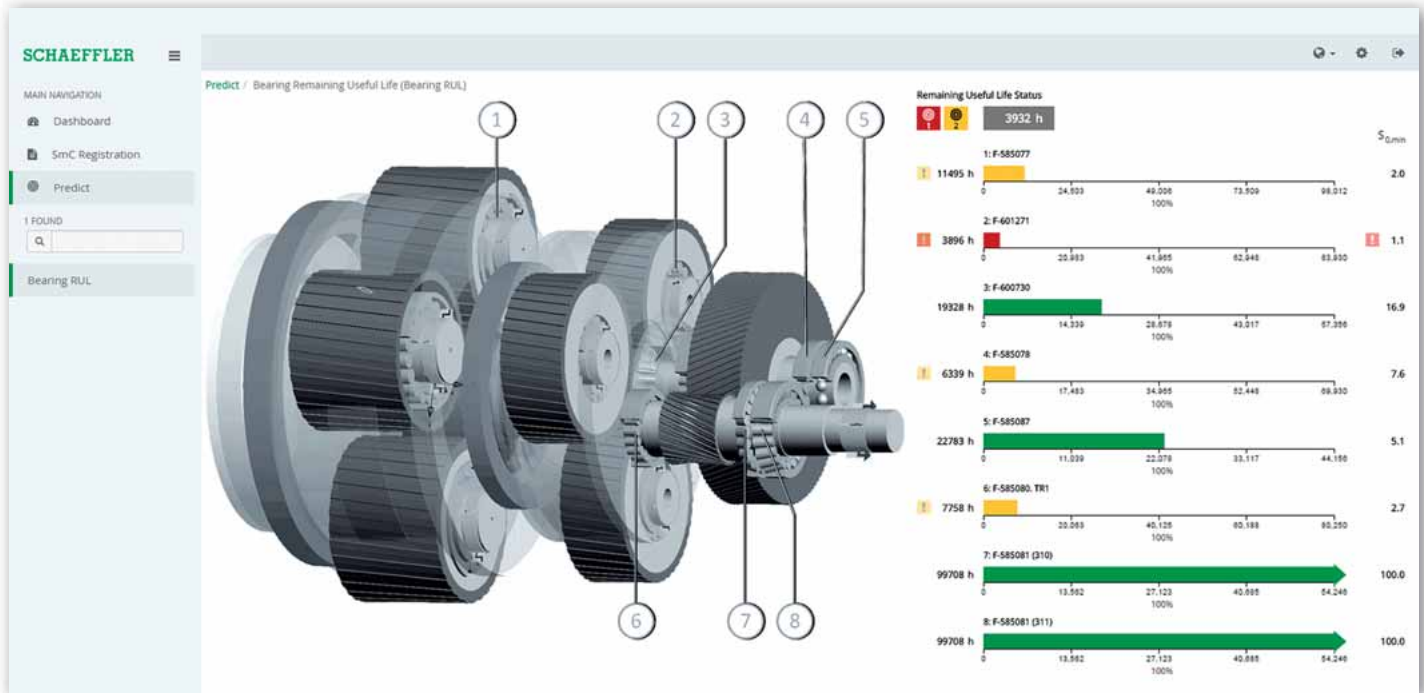 SCHAEFFLER
MAIN NAVIGATION
Dashboard
SmC Registration
Predict
1 FOUND
Bearing RUL
Predict / Bearing Remaining Useful Life (Bearing RUL)
1 2 3 4 5
6 7 8
Remaining Useful Life Status
1 2 3932 h
S0,min
1: F-585077
! 11495 h 2.0
0 24,503 49,006 73,509 98,012
100%
2: F-601271
! 3896 h ! 1.1
0 20,983 41,965 62,948 83,930
100%
3: F-600730
19328 h 16.9
0 14,339 28,678 43,017 57,356
100%
4: F-585078
! 6339 h 7.6
0 17,483 34,965 52,448 69,930
100%
5: F-585087
22783 h 5.1
0 11,039 22,078 33,117 44,156
100%
6: F-585080. TR1
! 7758 h 2.7
0 20,063 40,125 60,188 80,250
100%
7: F-585081 (310)
99708 h 100.0
0 13,562 27,123 40,685 54,246
100%
8: F-585081 (311)
99708 h 100.0
0 13,562 27,123 40,685 54,246
100%